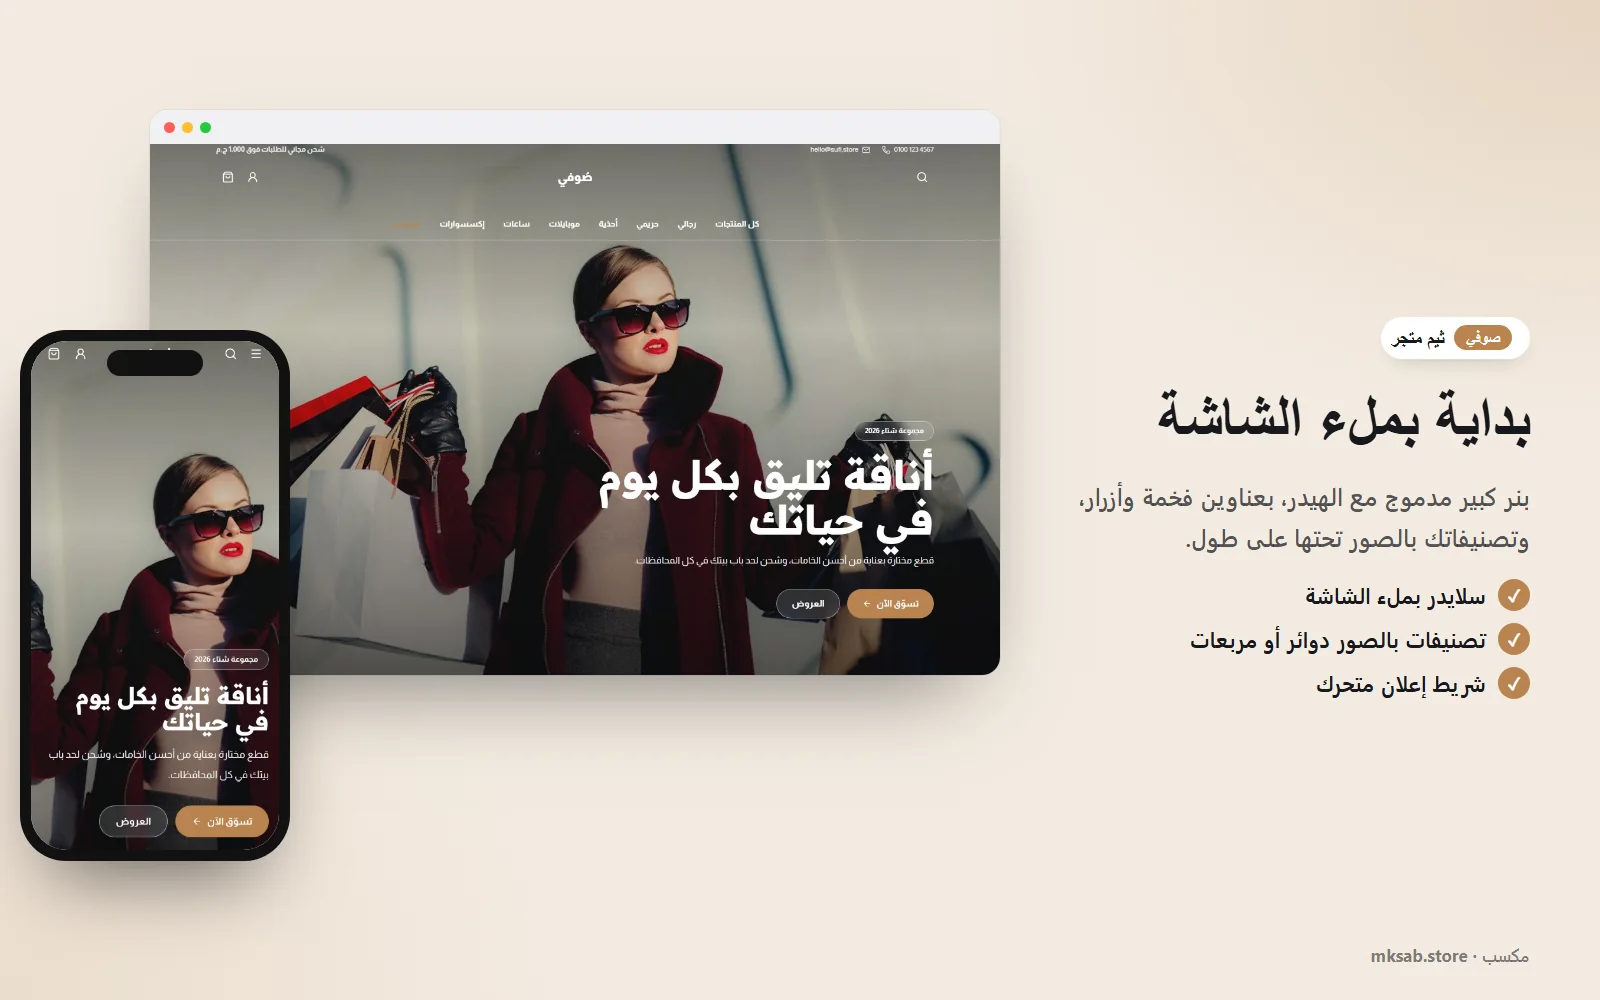 صوفي ثيم متجر
بداية بملء الشاشة
بنر كبير مدموج مع الهيدر، بعناوين فخمة وأزرار،
وتصنيفاتك بالصور تحتها على طول.
سلايدر بملء الشاشة
تصنيفات بالصور دوائر أو مربعات
شريط إعلان متحرك
مكسب · mksab.store
0100 123 4567 hello@sufi.store
شحن مجاني للطلبات فوق 1,000 ج.م
صُوفي
كل المنتجات رجالي حريمي أحذية موبايلات ساعات إكسسوارات
مجموعة شتاء 2026
أناقة تليق بكل يوم
في حياتك
قطع مختارة بعناية من أحسن الخامات، وشحن لحد باب بيتك في كل المحافظات.
تسوّق الآن ←
العروض
مجموعة شتاء 2026
أناقة تليق بكل يوم
في حياتك
قطع مختارة بعناية من أحسن الخامات، وشحن لحد باب
بيتك في كل المحافظات.
تسوّق الآن ←
العروض